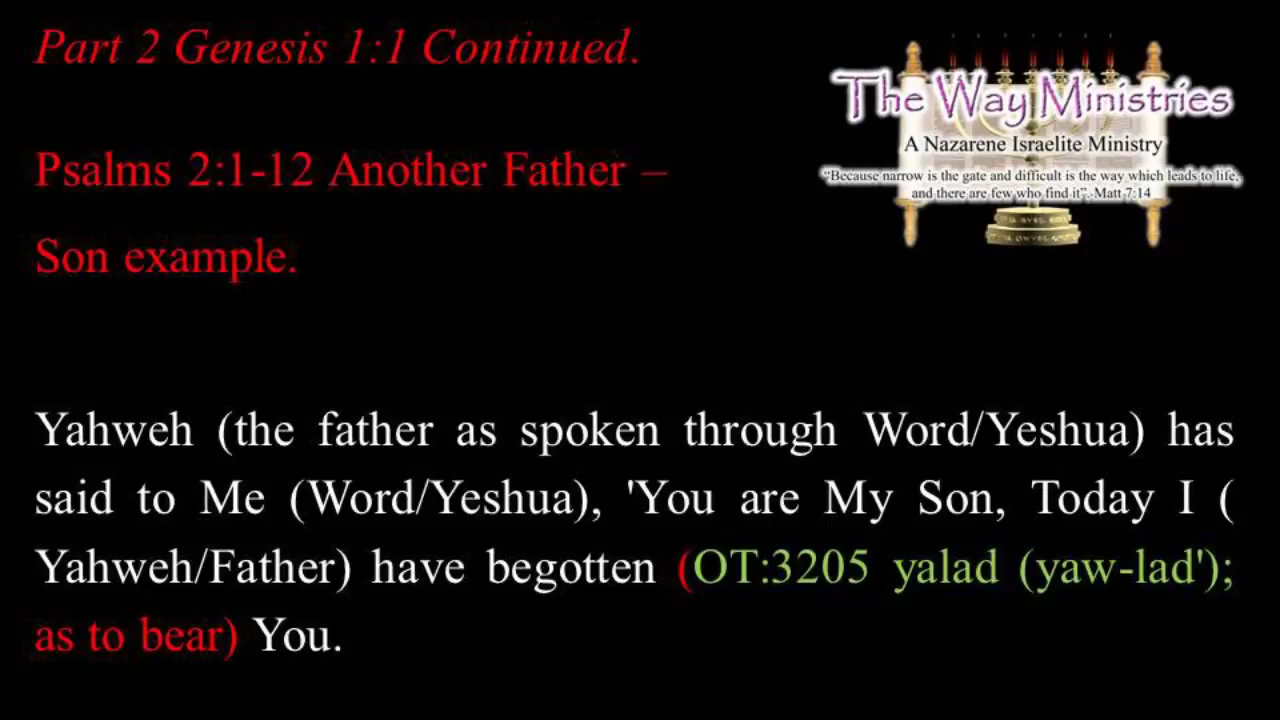 Part 2 Genesis 1:1 Continued.
The Way Ministries
A Nazarene Israelite Ministry
"Because narrow is the gate and difficult is the way which leads to life,
and there are few who find it". Matt 7:14
Psalms 2:1-12 Another Father –
Son example.
Yahweh (the father as spoken through Word/Yeshua) has
said to Me (Word/Yeshua), 'You are My Son, Today I (
Yahweh/Father) have begotten (OT:3205 yalad (yaw-lad');
as to bear) You.